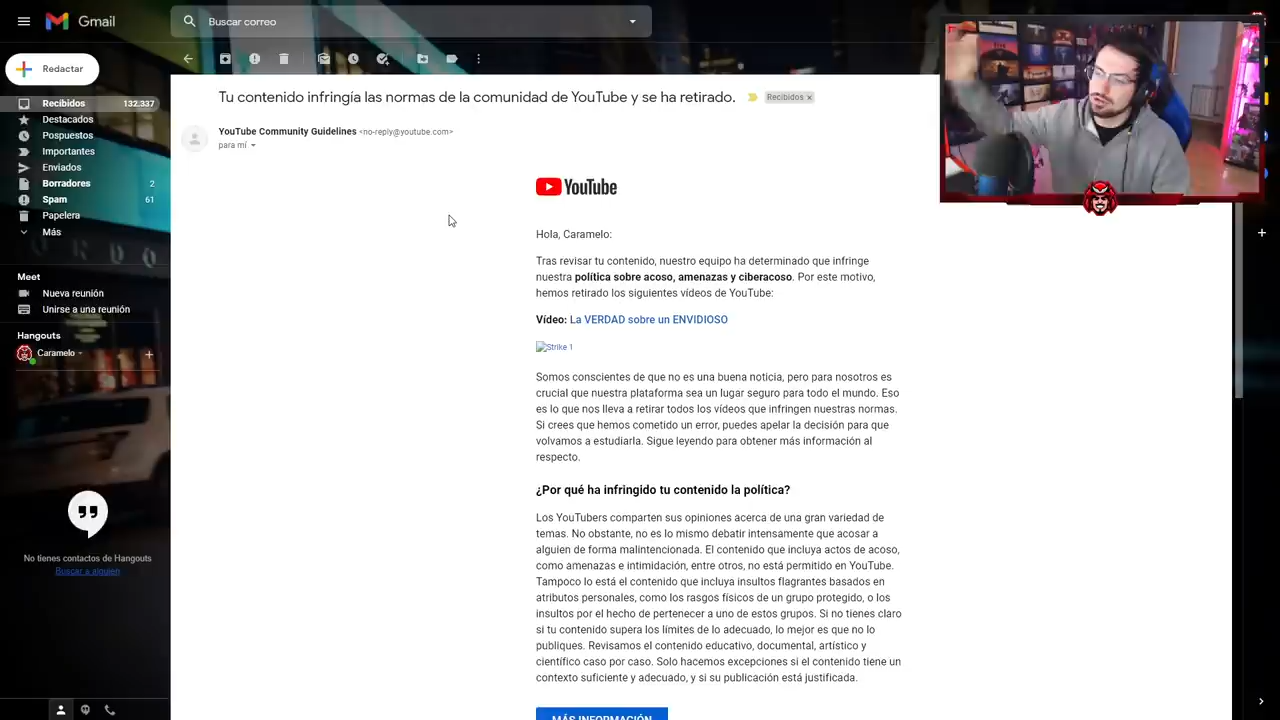 Gmail
Buscar correo
Redactar
Recibidos 132.337
Destacados
Pospuestos
Importantes
Enviados
Borradores 2
Spam 61
Papelera
Más
Meet
Nueva reunión
Unirse a una reunión
Hangouts
Caramelo
No tienes contactos de Hangouts
Buscar a alguien
Tu contenido infringía las normas de la comunidad de YouTube y se ha retirado.
Recibidos x
YouTube Community Guidelines <no-reply@youtube.com>
para mí
YouTube
Hola, Caramelo:
Tras revisar tu contenido, nuestro equipo ha determinado que infringe
nuestra política sobre acoso, amenazas y ciberacoso. Por este motivo,
hemos retirado los siguientes vídeos de YouTube:
Vídeo: La VERDAD sobre un ENVIDIOSO
Strike 1
Somos conscientes de que no es una buena noticia, pero para nosotros es
crucial que nuestra plataforma sea un lugar seguro para todo el mundo. Eso
es lo que nos lleva a retirar todos los vídeos que infringen nuestras normas.
Si crees que hemos cometido un error, puedes apelar la decisión para que
volvamos a estudiarla. Sigue leyendo para obtener más información al
respecto.
¿Por qué ha infringido tu contenido la política?
Los YouTubers comparten sus opiniones acerca de una gran variedad de
temas. No obstante, no es lo mismo debatir intensamente que acosar a
alguien de forma malintencionada. El contenido que incluya actos de acoso,
como amenazas e intimidación, entre otros, no está permitido en YouTube.
Tampoco lo está el contenido que incluya insultos flagrantes basados en
atributos personales, como los rasgos físicos de un grupo protegido, o los
insultos por el hecho de pertenecer a uno de estos grupos. Si no tienes claro
si tu contenido supera los límites de lo adecuado, lo mejor es que no lo
publiques. Revisamos el contenido educativo, documental, artístico y
científico caso por caso. Solo hacemos excepciones si el contenido tiene un
contexto suficiente y adecuado, y si su publicación está justificada.
MÁS INFORMACIÓN